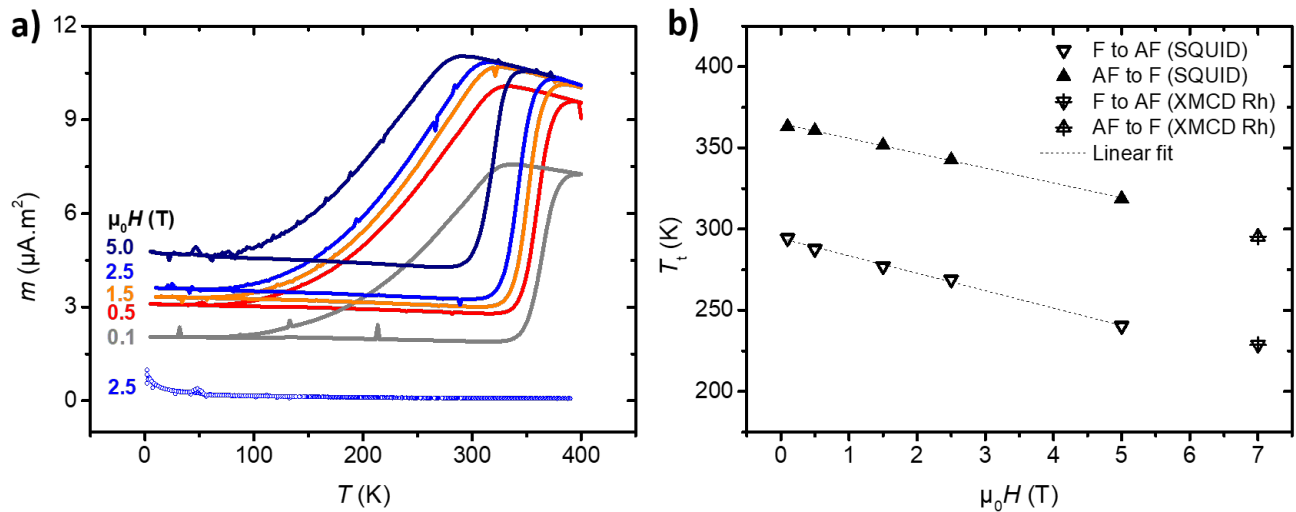 a)
12
9
6
3
0
m (µA.m²)
µ₀H (T)
5.0
2.5
1.5
0.5
0.1
2.5
0
100
200
300
400
T (K)
b)
400
350
300
250
200
Tₜ (K)
F to AF (SQUID)
AF to F (SQUID)
F to AF (XMCD Rh)
AF to F (XMCD Rh)
Linear fit
0
1
2
3
4
5
6
7
µ₀H (T)